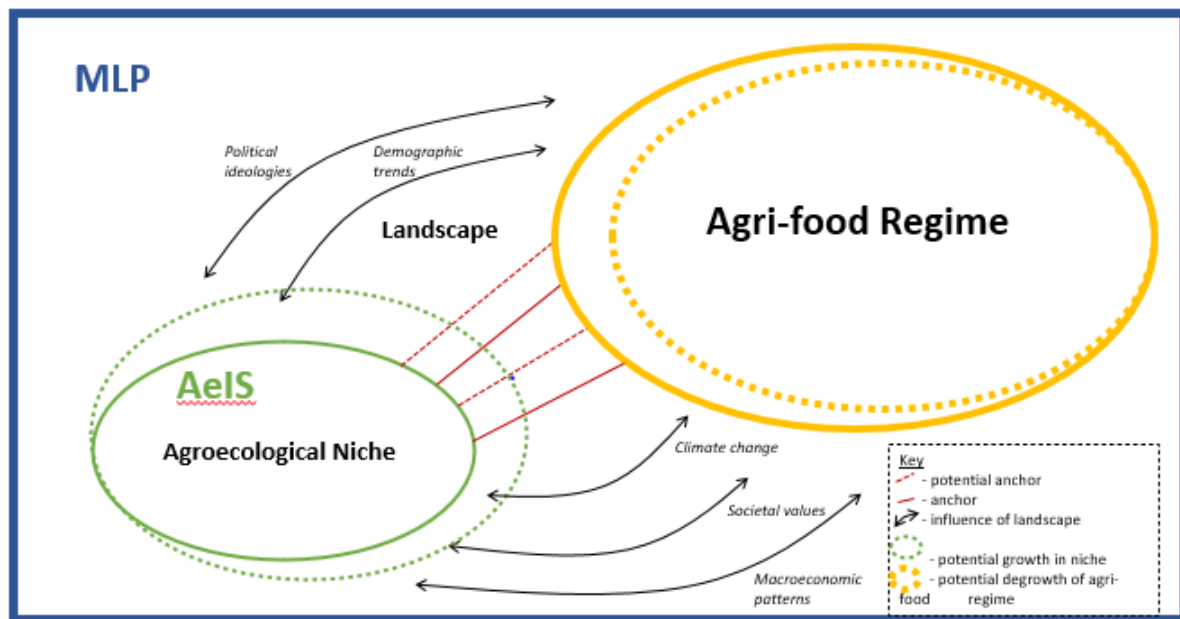 MLP
Political
ideologies
Demographic
trends
Landscape
Agri-food Regime
AeIS
Agroecological Niche
Climate change
Societal values
Macroeconomic
patterns
Key
- potential anchor
- anchor
- influence of landscape
- potential growth in niche
- potential degrowth of agri-
food regime